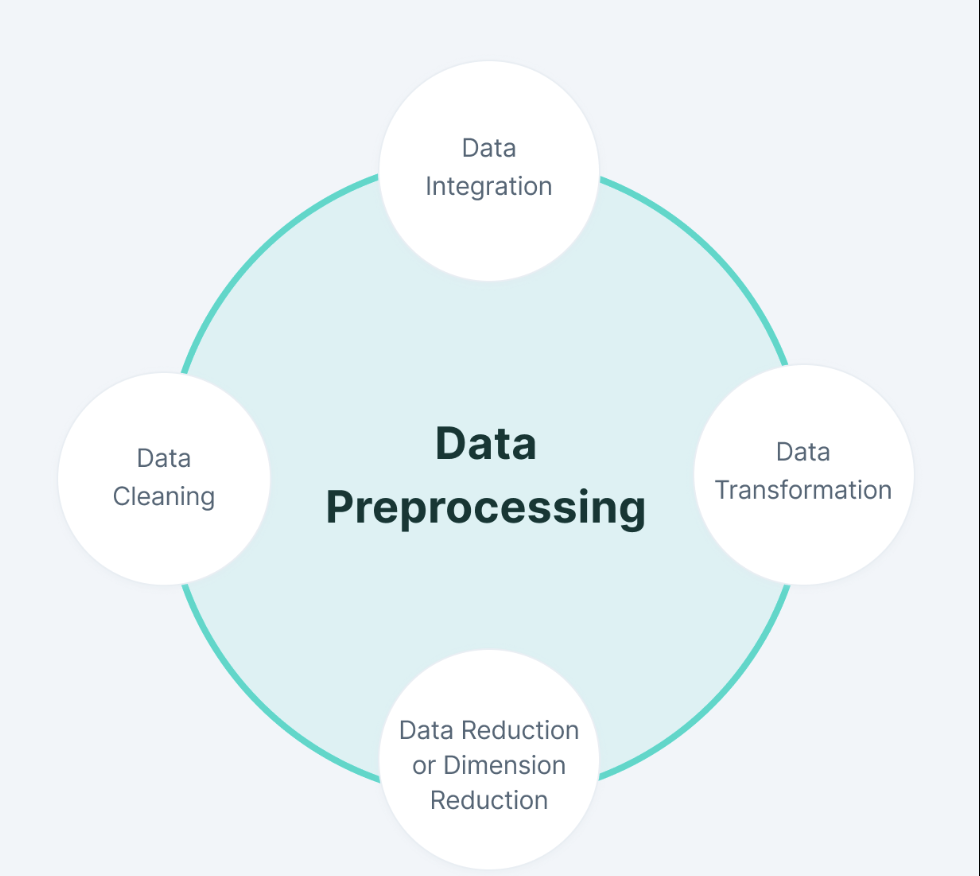 Data
Integration
Data
Cleaning
Data
Preprocessing
Data
Transformation
Data Reduction
or Dimension
Reduction